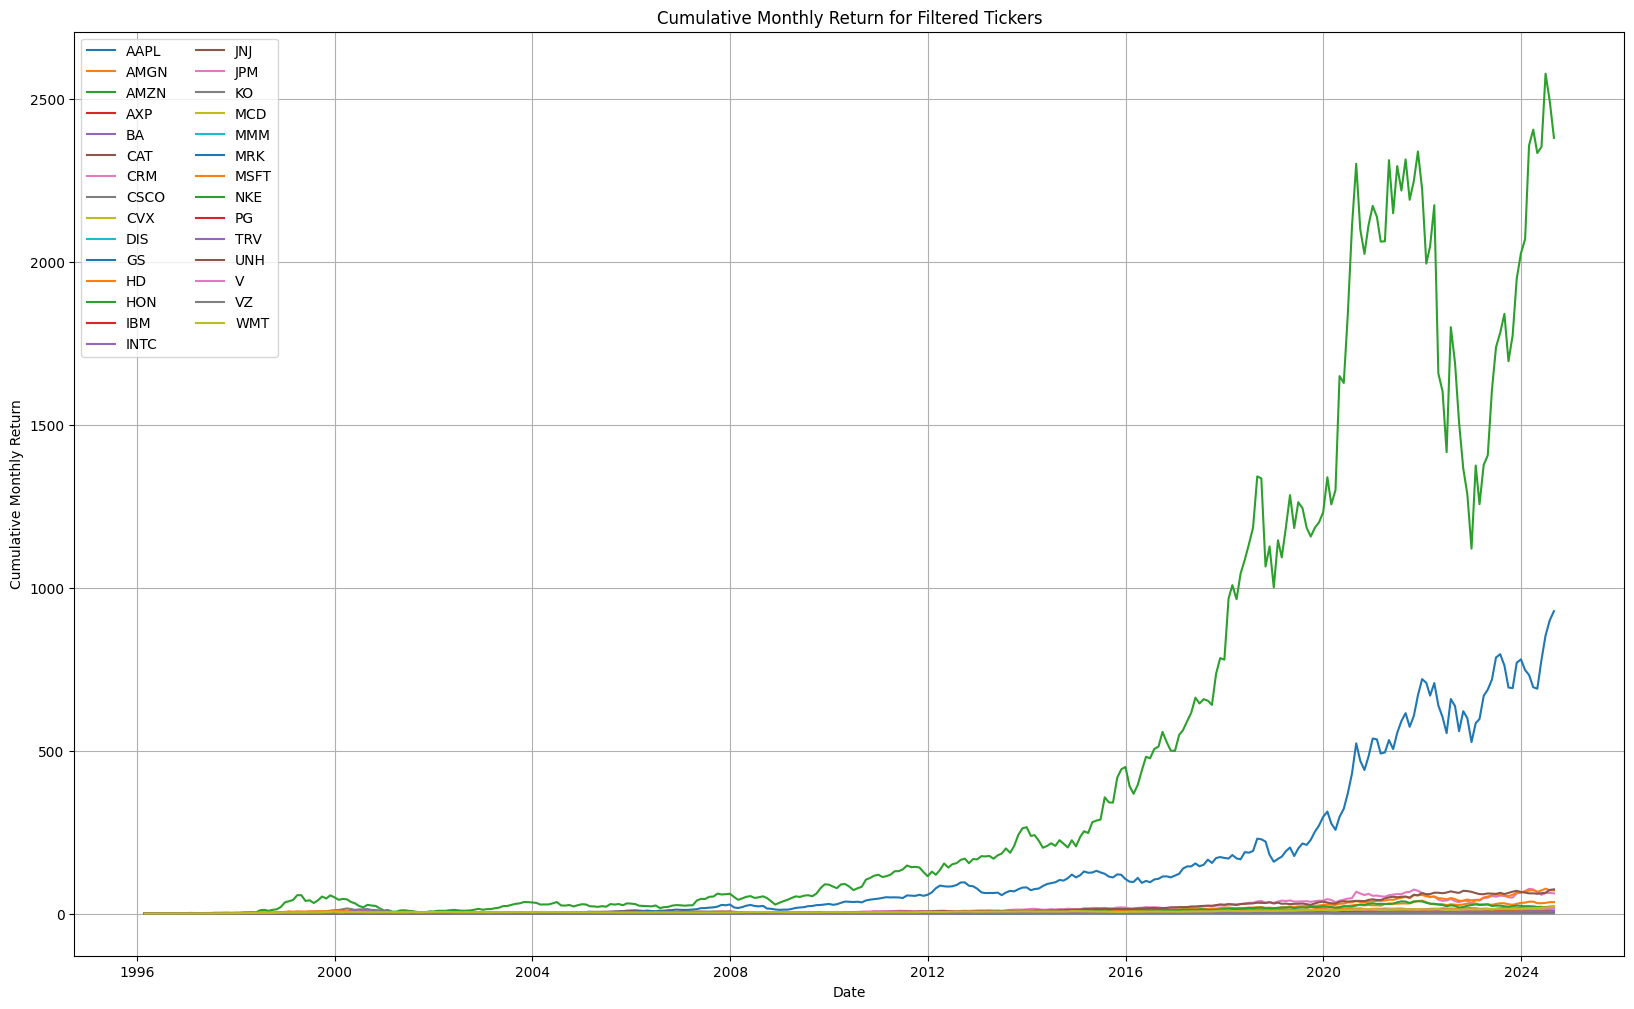 Cumulative Monthly Return for Filtered Tickers
AAPL
AMGN
AMZN
AXP
BA
CAT
CRM
CSCO
CVX
DIS
GS
HD
HON
IBM
INTC
JNJ
JPM
KO
MCD
MMM
MRK
MSFT
NKE
PG
TRV
UNH
V
VZ
WMT
Cumulative Monthly Return
2500
2000
1500
1000
500
0
1996
2000
2004
2008
2012
2016
2020
2024
Date